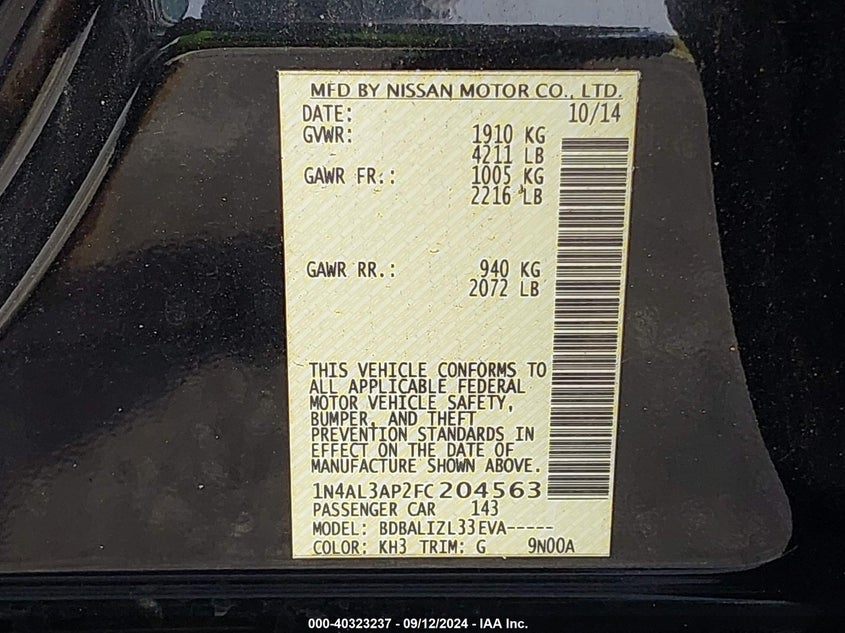 MFD BY NISSAN MOTOR CO., LTD.
DATE: 10/14
GVWR: 1910 KG
4211 LB
GAWR FR.: 1005 KG
2216 LB
GAWR RR.: 940 KG
2072 LB
THIS VEHICLE CONFORMS TO
ALL APPLICABLE FEDERAL
MOTOR VEHICLE SAFETY,
BUMPER, AND THEFT
PREVENTION STANDARDS IN
EFFECT ON THE DATE OF
MANUFACTURE SHOWN ABOVE.
1N4AL3AP2FC204563
PASSENGER CAR 143
MODEL: BDBALIZL33EVA-----
COLOR: KH3 TRIM: G 9N00A
000-40323237 - 09/12/2024 - IAA Inc.